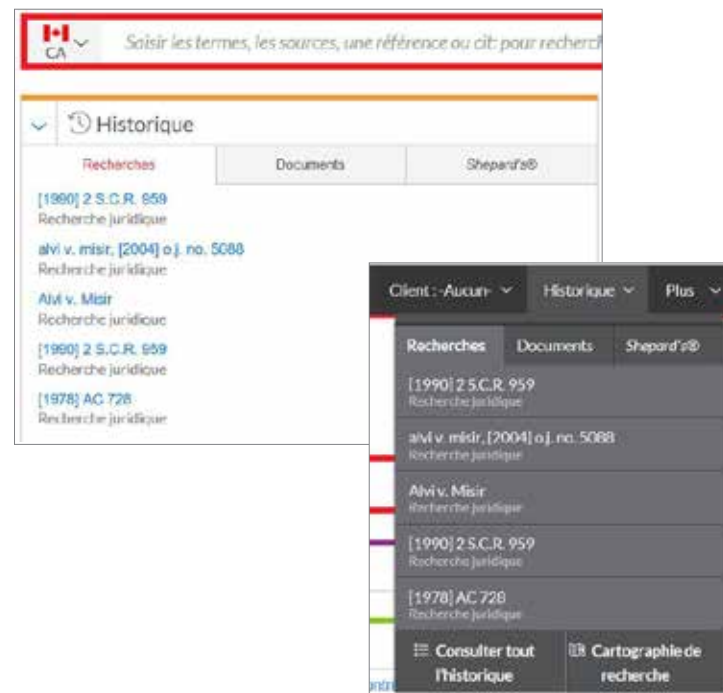 CA
Saisir les termes, les sources, une référence ou cit: pour recherch
Historique
Recherches Documents Shepard's®
[1990] 2 S.C.R. 959
Recherche juridique
alvi v. misir, [2004] o.j. no. 5088
Recherche juridique
Alvi v. Misir
Recherche juridique
[1990] 2 S.C.R. 959
Recherche juridique
[1978] AC 728
Recherche juridique
Client : -Aucun- Historique Plus
Recherches Documents Shepard's®
[1990] 2 S.C.R. 959
Recherche juridique
alvi v. misir, [2004] o.j. no. 5088
Recherche juridique
Alvi v. Misir
Recherche juridique
[1990] 2 S.C.R. 959
Recherche juridique
[1978] AC 728
Recherche juridique
Consulter tout Cartographie de
l'historique recherche